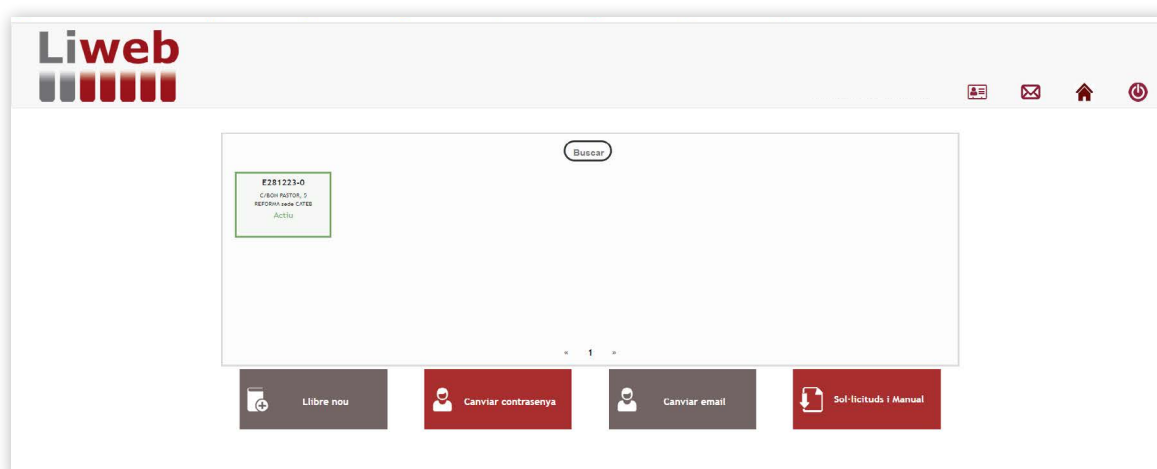 Liweb
Buscar
E281223-0
C/BON PASTOR, 5
REFORMA sede CATEB
Actiu
« 1 »
Llibre nou
Canviar contrasenya
Canviar email
Sol·licituds i Manual